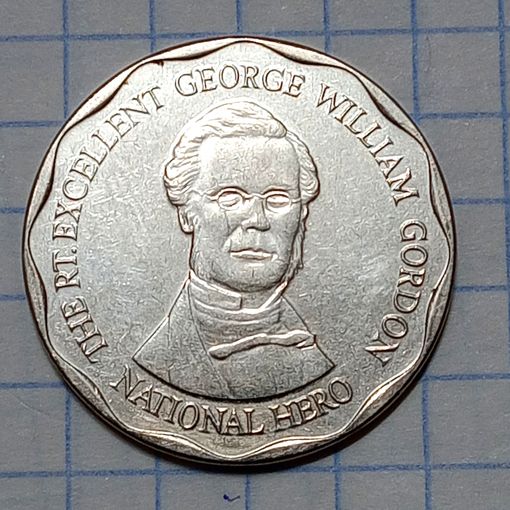 THE RT. EXCELLENT GEORGE WILLIAM GORDON
NATIONAL HERO